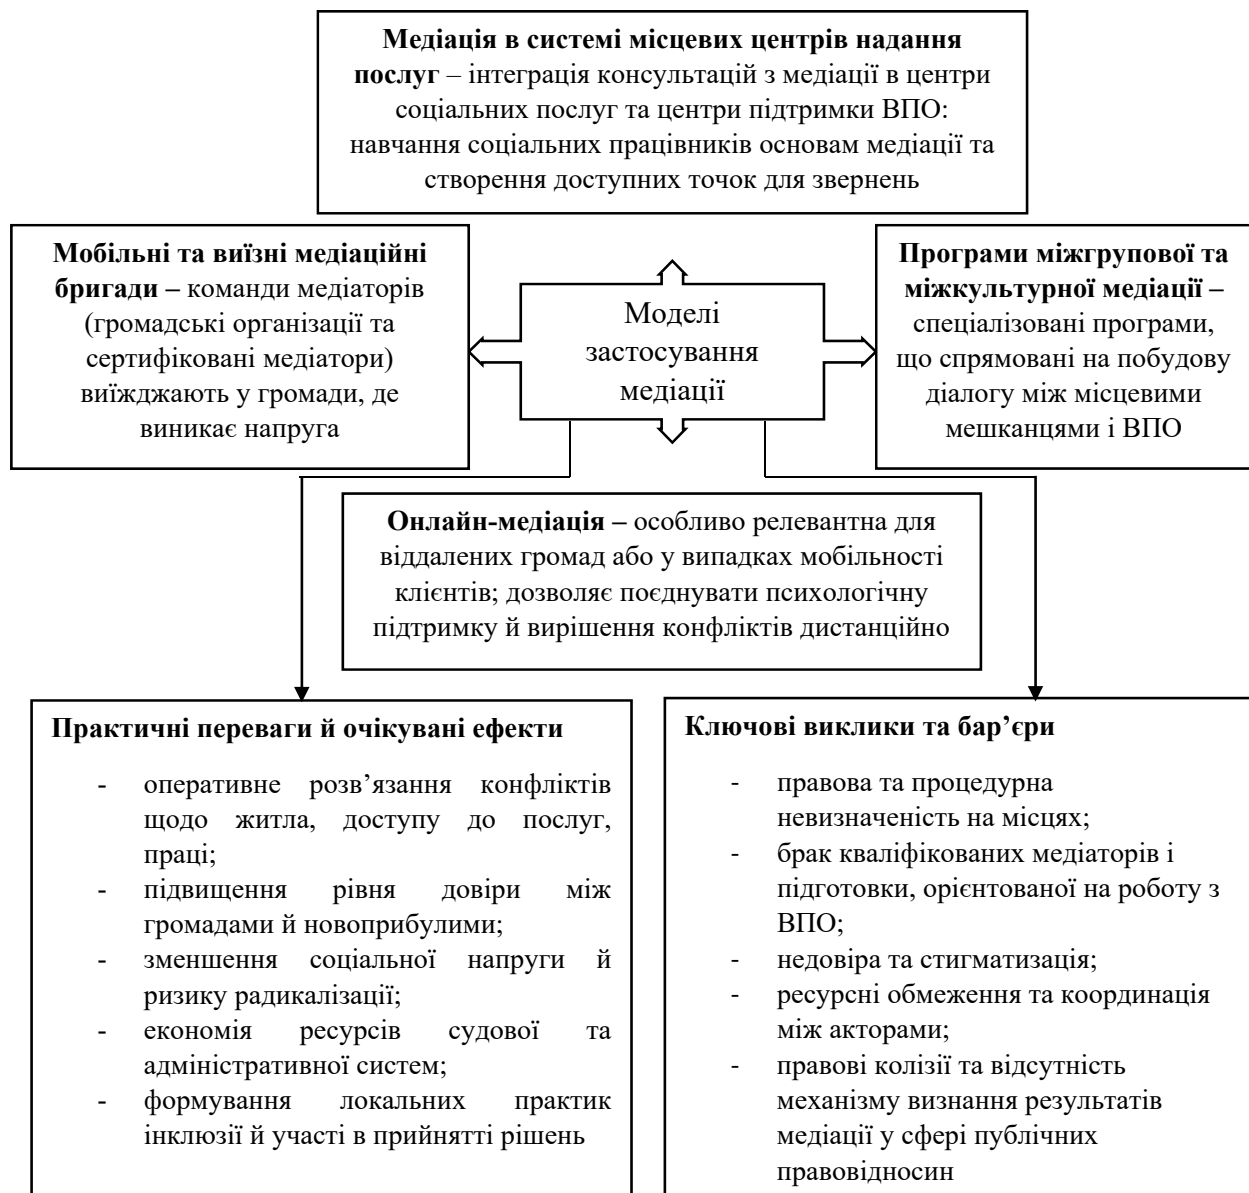 Медіація в системі місцевих центрів надання
послуг – інтеграція консультацій з медіації в центри
соціальних послуг та центри підтримки ВПО:
навчання соціальних працівників основам медіації та
створення доступних точок для звернень
Мобільні та виїзні медіаційні
бригади – команди медіаторів
(громадські організації та
сертифіковані медіатори)
виїжджають у громади, де
виникає напруга
Моделі
застосування
медіації
Програми міжгрупової та
міжкультурної медіації –
спеціалізовані програми,
що спрямовані на побудову
діалогу між місцевими
мешканцями і ВПО
Онлайн-медіація – особливо релевантна для
віддалених громад або у випадках мобільності
клієнтів; дозволяє поєднувати психологічну
підтримку й вирішення конфліктів дистанційно
Практичні переваги й очікувані ефекти
- оперативне розв’язання конфліктів
щодо житла, доступу до послуг,
праці;
- підвищення рівня довіри між
громадами й новоприбулими;
- зменшення соціальної напруги й
ризику радикалізації;
- економія ресурсів судової та
адміністративної систем;
- формування локальних практик
інклюзії й участі в прийнятті рішень
Ключові виклики та бар’єри
- правова та процедурна
невизначеність на місцях;
- брак кваліфікованих медіаторів і
підготовки, орієнтованої на роботу з
ВПО;
- недовіра та стигматизація;
- ресурсні обмеження та координація
між акторами;
- правові колізії та відсутність
механізму визнання результатів
медіації у сфері публічних
правовідносин